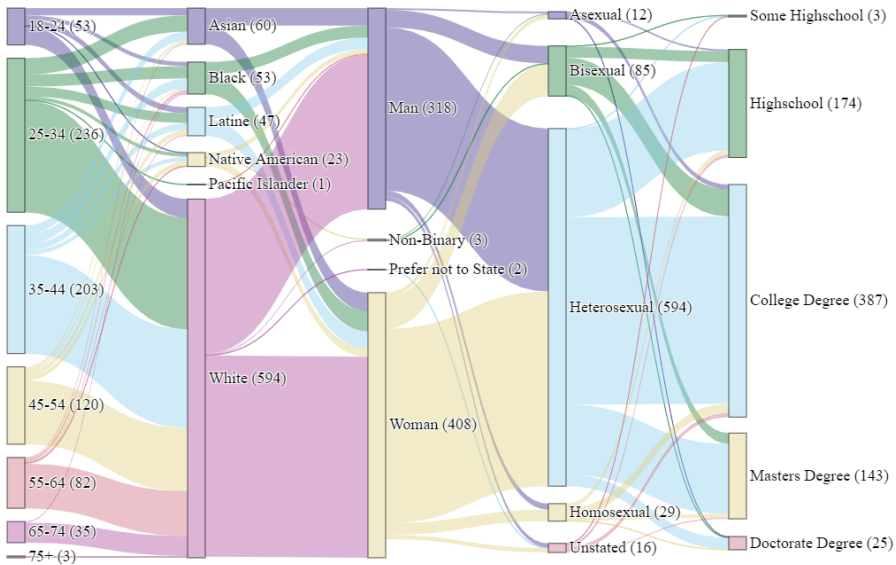 18-24 (53)
25-34 (236)
35-44 (203)
45-54 (120)
55-64 (82)
65-74 (35)
75+ (3)
Asian (60)
Black (53)
Latine (47)
Native American (23)
Pacific Islander (1)
White (594)
Man (318)
Non-Binary (3)
Prefer not to State (2)
Woman (408)
Asexual (12)
Bisexual (85)
Heterosexual (594)
Homosexual (29)
Unstated (16)
Some Highschool (3)
Highschool (174)
College Degree (387)
Masters Degree (143)
Doctorate Degree (25)